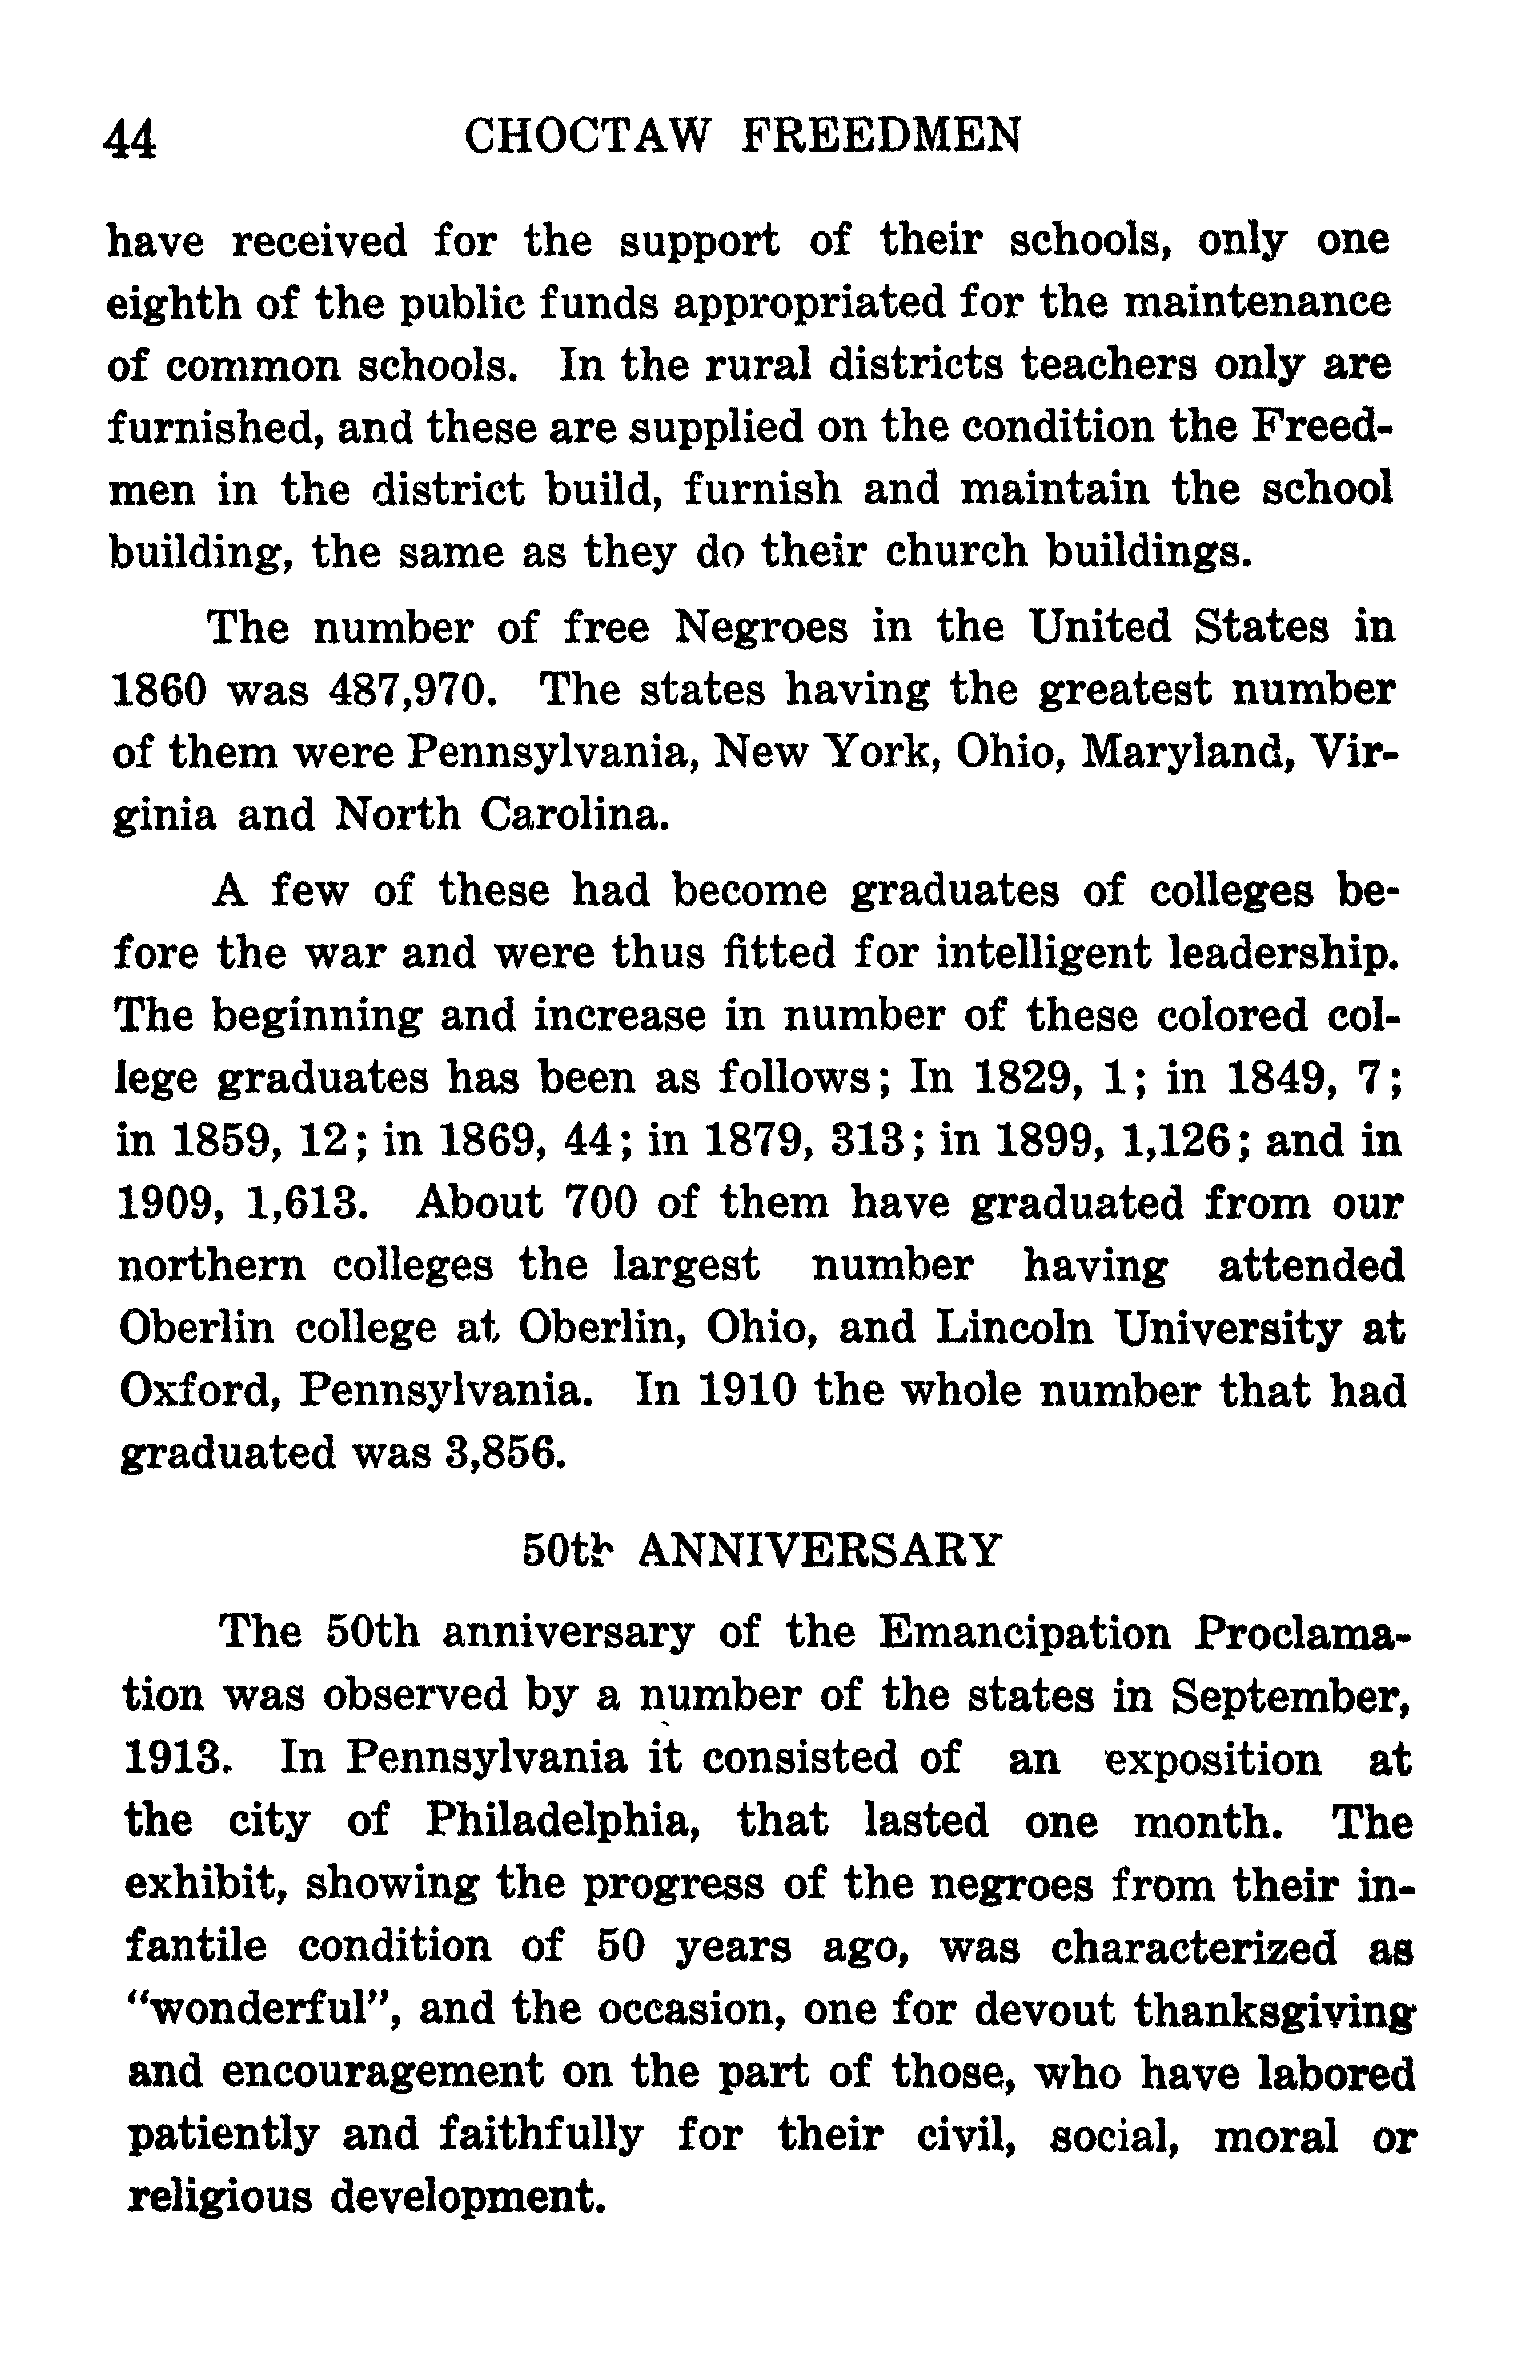 44 CHOCTAW FREEDMEN
have received for the support of their schools, only one
eighth of the public funds appropriated for the maintenance
of common schools. In the rural districts teachers only are
furnished, and these are supplied on the condition the Freed-
men in the district build, furnish and maintain the school
building, the same as they do their church buildings.
The number of free Negroes in the United States in
1860 was 487,970. The states having the greatest number
of them were Pennsylvania, New York, Ohio, Maryland, Vir-
ginia and North Carolina.
A few of these had become graduates of colleges be-
fore the war and were thus fitted for intelligent leadership.
The beginning and increase in number of these colored col-
lege graduates has been as follows; In 1829, 1; in 1849, 7;
in 1859, 12; in 1869, 44; in 1879, 313; in 1899, 1,126; and in
1909, 1,613. About 700 of them have graduated from our
northern colleges the largest number having attended
Oberlin college at Oberlin, Ohio, and Lincoln University at
Oxford, Pennsylvania. In 1910 the whole number that had
graduated was 3,856.
50th ANNIVERSARY
The 50th anniversary of the Emancipation Proclama-
tion was observed by a number of the states in September,
1913. In Pennsylvania it consisted of an exposition at
the city of Philadelphia, that lasted one month. The
exhibit, showing the progress of the negroes from their in-
fantile condition of 50 years ago, was characterized as
“wonderful”, and the occasion, one for devout thanksgiving
and encouragement on the part of those, who have labored
patiently and faithfully for their civil, social, moral or
religious development.